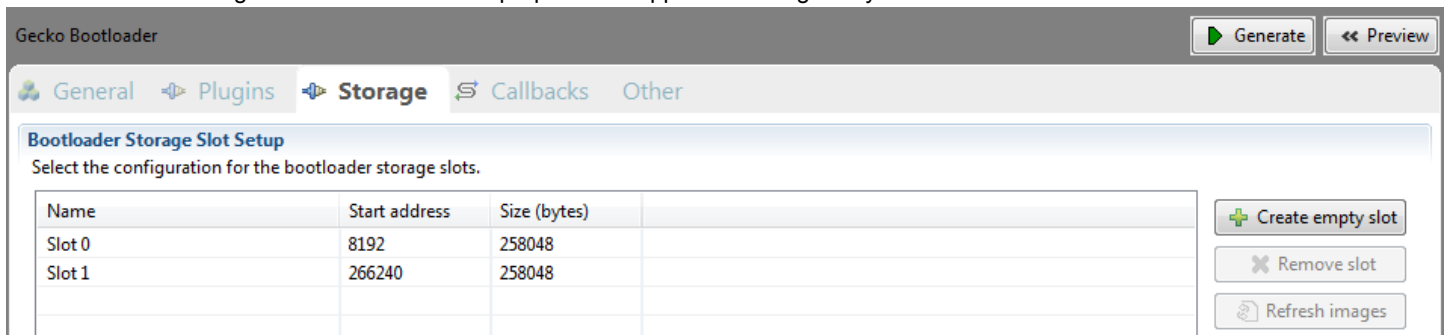 Gecko Bootloader Generate Preview
General Plugins Storage Callbacks Other
Bootloader Storage Slot Setup
Select the configuration for the bootloader storage slots.
Name Start address Size (bytes)
Create empty slot
Slot 0 8192 258048
Slot 1 266240 258048
Remove slot
Refresh images